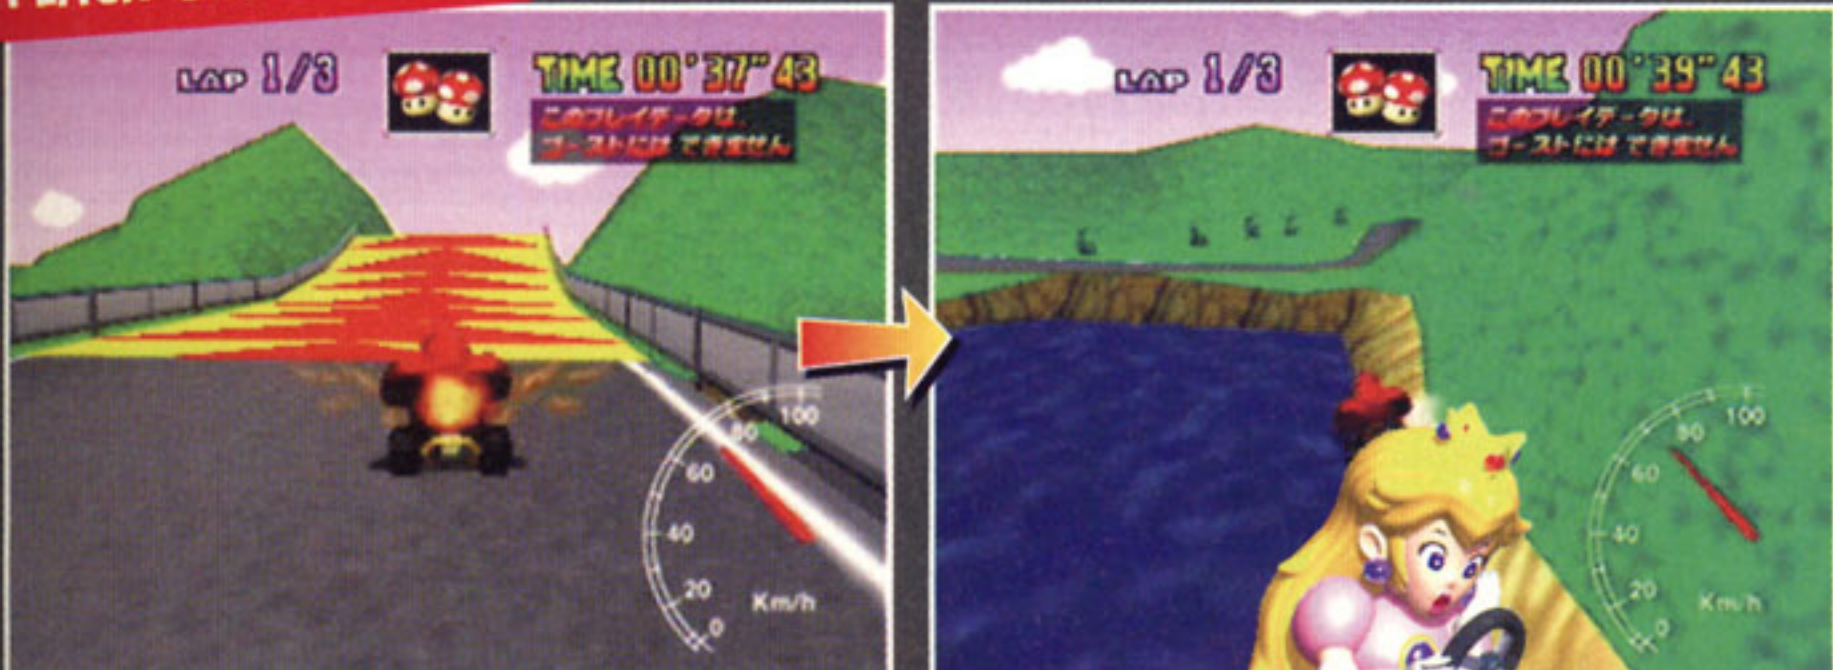 LAP 1/3
TIME 00'37"43
このプレイデータは、
ゴーストには できません
100
80
60
40
20
0
Km/h
LAP 1/3
TIME 00'39"43
このプレイデータは、
ゴーストには できません
100
80
60
40
20
0
Km/h